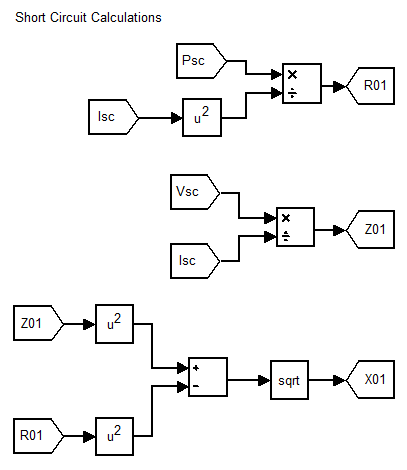 Short Circuit Calculations
Psc
×
÷
R01
Isc
u²
Vsc
×
÷
Z01
Isc
Z01
u²
+
−
sqrt
X01
R01
u²